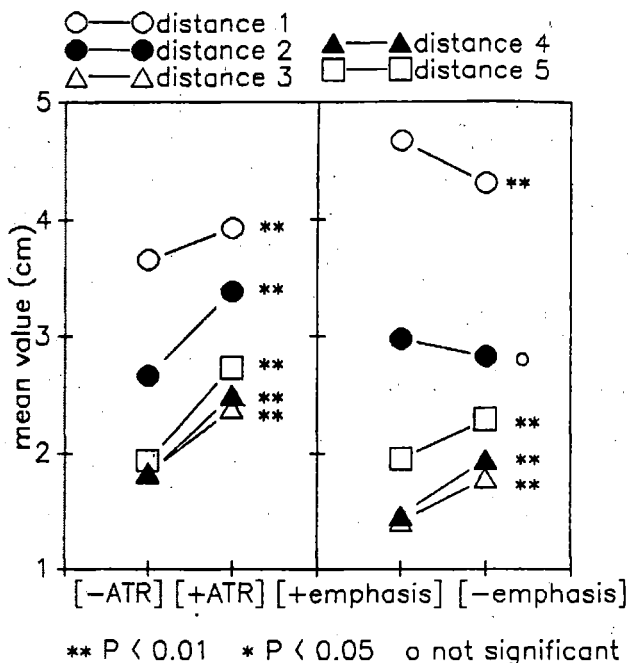 distance 1
distance 2 distance 4
distance 3 distance 5
5
4
3
2
1
mean value (cm)
**
**
**
**
**
**
o
**
**
**
[-ATR] [+ATR] [+emphasis] [-emphasis]
** P < 0.01 * P < 0.05 o not significant